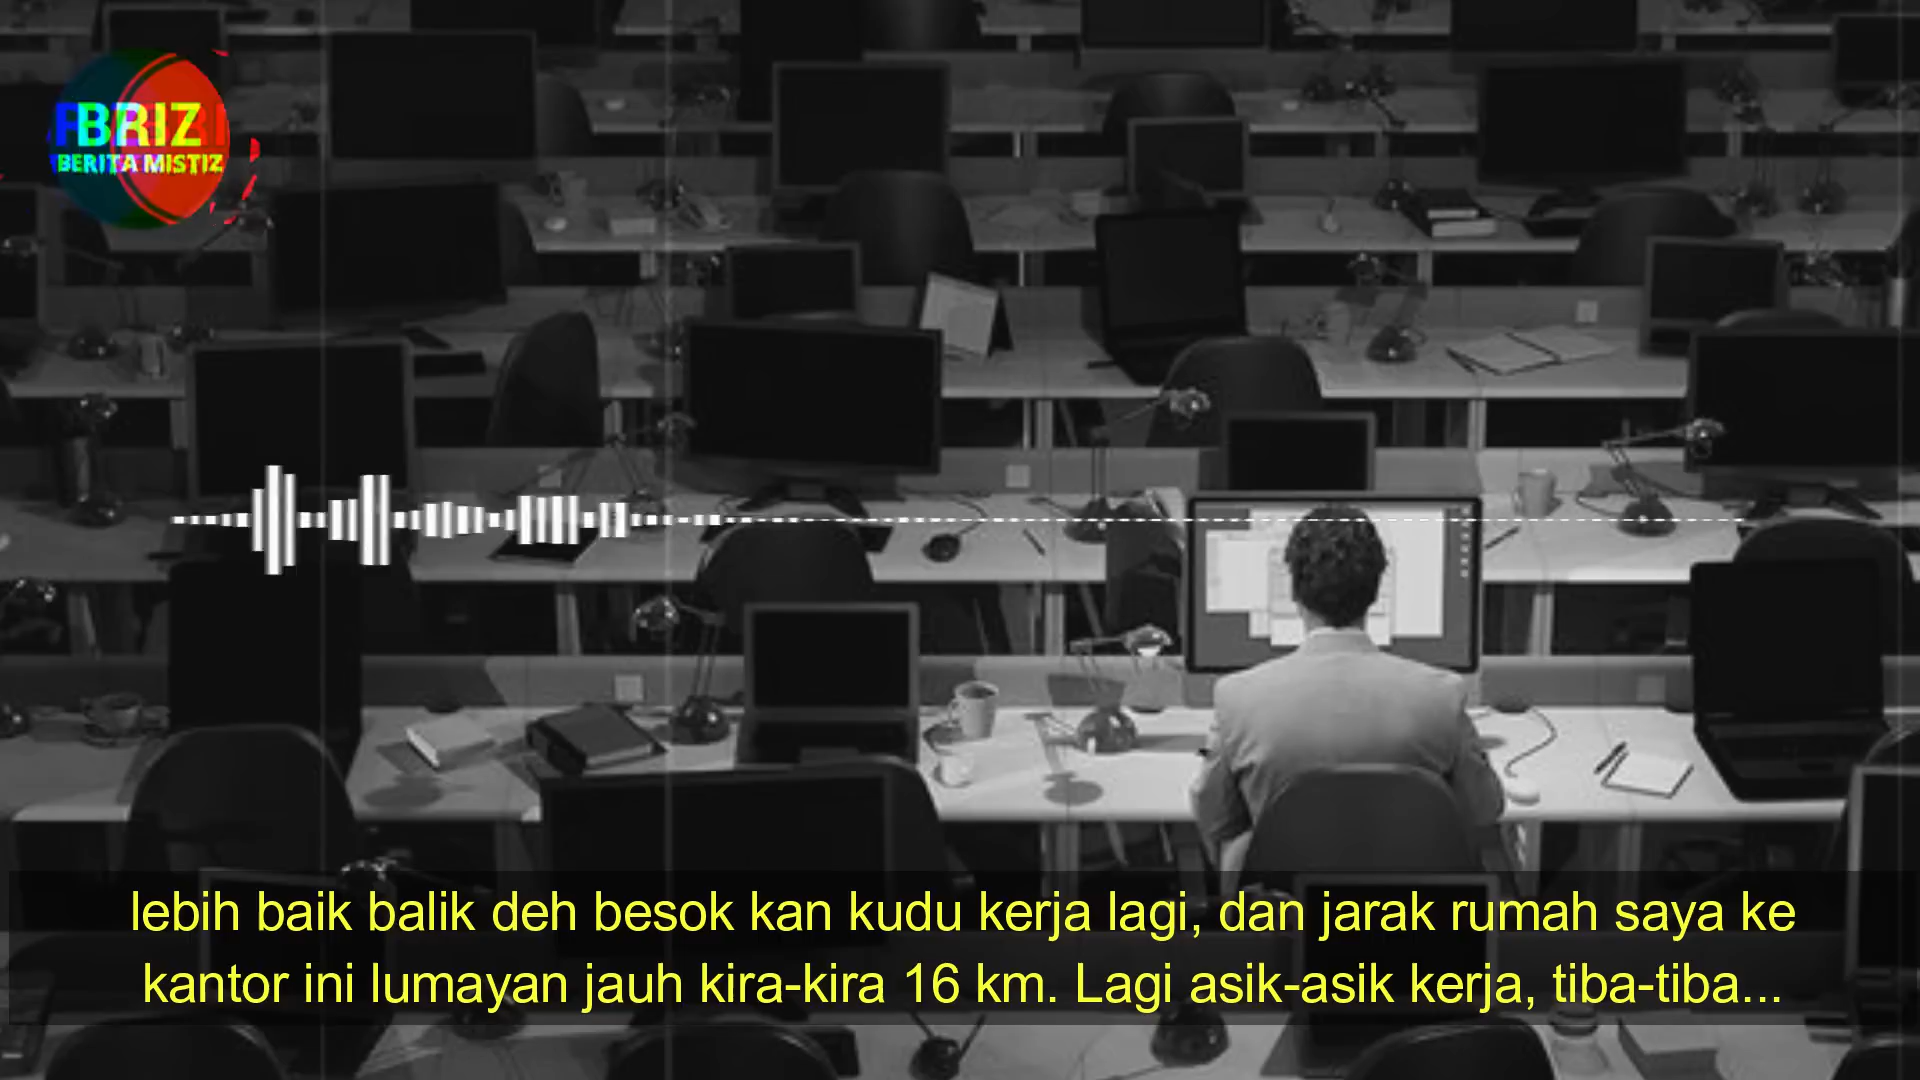 BRIZ
BERITA MISTIZ
lebih baik balik deh besok kan kudu kerja lagi, dan jarak rumah saya ke
kantor ini lumayan jauh kira-kira 16 km. Lagi asik-asik kerja, tiba-tiba...